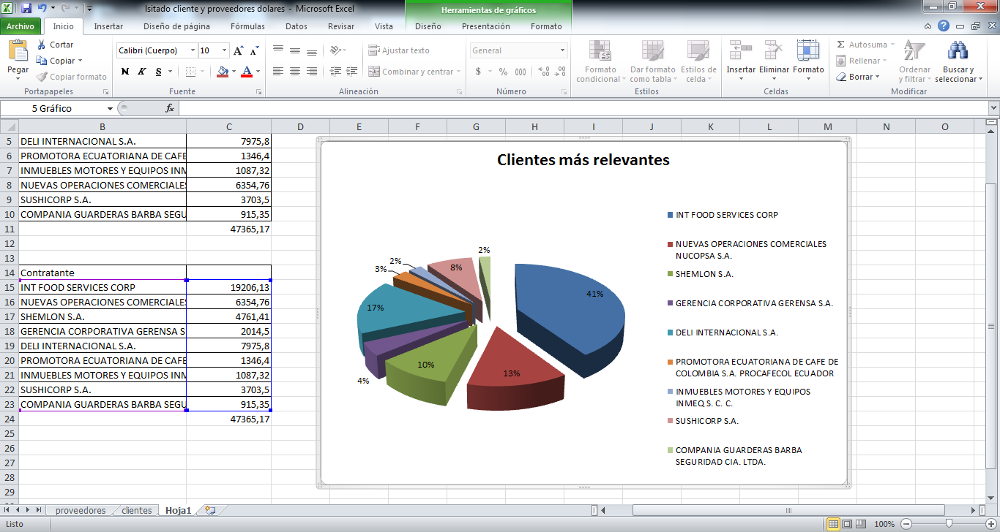 lsitado cliente y proveedores dolares - Microsoft Excel
Herramientas de gráficos
Archivo Inicio Insertar Diseño de página Fórmulas Datos Revisar Vista Diseño Presentación Formato
Pegar
Cortar
Copiar
Copiar formato
Portapapeles
Calibri (Cuerpo) 10
N K S
Fuente
Ajustar texto
Combinar y centrar
Alineación
General
$ % 000
Número
Formato condicional
Dar formato como tabla
Estilos de celda
Estilos
Insertar Eliminar Formato
Celdas
Autosuma
Rellenar
Borrar
Ordenar y filtrar
Buscar y seleccionar
Modificar
5 Gráfico fx
B C D E F G H I J K L M N O
5 DELI INTERNACIONAL S.A. 7975,8
6 PROMOTORA ECUATORIANA DE CAFE 1346,4
7 INMUEBLES MOTORES Y EQUIPOS INM 1087,32
8 NUEVAS OPERACIONES COMERCIALES 6354,76
9 SUSHICORP S.A. 3703,5
10 COMPANIA GUARDERAS BARBA SEGU 915,35
11 47365,17
12
13
14 Contratante
15 INT FOOD SERVICES CORP 19206,13
16 NUEVAS OPERACIONES COMERCIALES 6354,76
17 SHEMLON S.A. 4761,41
18 GERENCIA CORPORATIVA GERENSA S 2014,5
19 DELI INTERNACIONAL S.A. 7975,8
20 PROMOTORA ECUATORIANA DE CAFE 1346,4
21 INMUEBLES MOTORES Y EQUIPOS INM 1087,32
22 SUSHICORP S.A. 3703,5
23 COMPANIA GUARDERAS BARBA SEGU 915,35
24 47365,17
25
26
27
28
29
Clientes más relevantes
41%
13%
10%
4%
17%
3%
2%
8%
2%
INT FOOD SERVICES CORP
NUEVAS OPERACIONES COMERCIALES
NUCOPSA S.A.
SHEMLON S.A.
GERENCIA CORPORATIVA GERENSA S.A.
DELI INTERNACIONAL S.A.
PROMOTORA ECUATORIANA DE CAFE DE
COLOMBIA S.A. PROCAFECOL ECUADOR
INMUEBLES MOTORES Y EQUIPOS
INMEQ S. C. C.
SUSHICORP S.A.
COMPANIA GUARDERAS BARBA
SEGURIDAD CIA. LTDA.
proveedores clientes Hoja1
Listo 100%